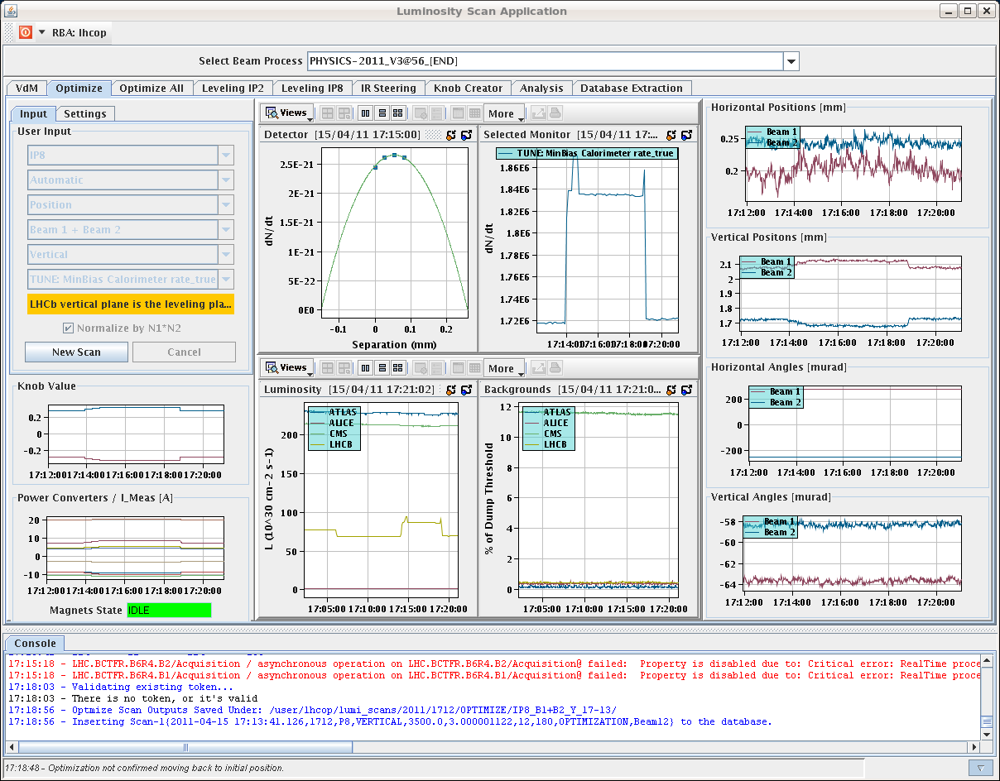 Luminosity Scan Application
RBA: lhcop
Select Beam Process PHYSICS-2011_V3@56_[END]
VdM Optimize Optimize All Leveling IP2 Leveling IP8 IR Steering Knob Creator Analysis Database Extraction
Input Settings
User Input
IP8
Automatic
Position
Beam 1 + Beam 2
Vertical
TUNE: MinBias Calorimeter rate_true
LHCb vertical plane is the leveling pla...
Normalize by N1*N2
New Scan Cancel
Knob Value
0.2
0
-0.2
17:12:00 17:14:00 17:16:00 17:18:00 17:20:00
Power Converters / I_Meas [A]
20
10
0
-10
17:12:00 17:14:00 17:16:00 17:18:00 17:20:00
Magnets State IDLE
Views More
Detector [15/04/11 17:15:00]
dN/dt
2.5E-21
2E-21
1.5E-21
1E-21
5E-22
0E0
-0.1 0 0.1 0.2
Separation (mm)
Selected Monitor [15/04/11 17:...
TUNE: MinBias Calorimeter rate_true
dN/dt
1.86E6
1.84E6
1.82E6
1.8E6
1.78E6
1.76E6
1.74E6
1.72E6
17:14:00 17:16:00 17:18:00 17:20:00
Views More
Luminosity [15/04/11 17:21:02]
ATLAS
ALICE
CMS
LHCB
L (10^30 cm-2 s-1)
200
150
100
50
0
17:05:00 17:10:00 17:15:00 17:20:00
Backgrounds [15/04/11 17:21:0...
ATLAS
ALICE
CMS
LHCB
% of Dump Threshold
12
10
8
6
4
2
0
17:05:00 17:10:00 17:15:00 17:20:00
Horizontal Positions [mm]
Beam 1
Beam 2
0.25
0.2
17:12:00 17:14:00 17:16:00 17:18:00 17:20:00
Vertical Positons [mm]
Beam 1
Beam 2
2.1
2
1.9
1.8
1.7
17:12:00 17:14:00 17:16:00 17:18:00 17:20:00
Horizontal Angles [murad]
Beam 1
Beam 2
200
0
-200
17:12:00 17:14:00 17:16:00 17:18:00 17:20:00
Vertical Angles [murad]
Beam 1
Beam 2
-58
-60
-62
-64
17:12:00 17:14:00 17:16:00 17:18:00 17:20:00
Console
17:15:18 - LHC.BCTFR.B6R4.B2/Acquisition / asynchronous operation on LHC.BCTFR.B6R4.B2/Acquisition@ failed: Property is disabled due to: Critical error: RealTime proce
17:15:18 - LHC.BCTFR.B6R4.B1/Acquisition / asynchronous operation on LHC.BCTFR.B6R4.B1/Acquisition@ failed: Property is disabled due to: Critical error: RealTime proce
17:18:03 - Validating existing token...
17:18:03 - There is no token, or it's valid
17:18:56 - Optmize Scan Outputs Saved Under: /user/lhcop/lumi_scans/2011/1712/OPTIMIZE/IP8_B1+B2_Y_17-13/
17:18:56 - Inserting Scan-1{2011-04-15 17:13:41.126,1712,P8,VERTICAL,3500.0,3.000001122,12,180,OPTIMIZATION,Beam12} to the database.
17:18:48 - Optimization not confirmed moving back to initial position.